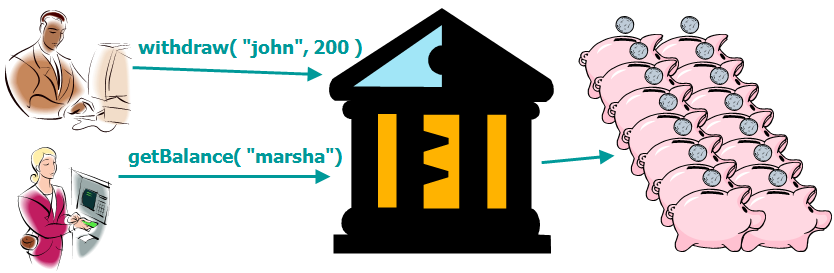 withdraw( "john", 200 )
getBalance( "marsha")